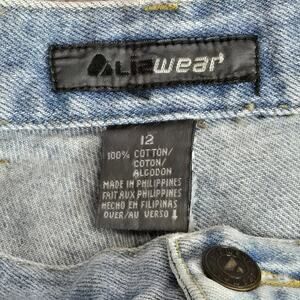 LIZwear
12
100% COTTON/
COTON/
ALGODON
MADE IN PHILIPPINES
FAIT AUX PHILIPPINES
HECHO EN FILIPINAS
OVER/AU VERSO